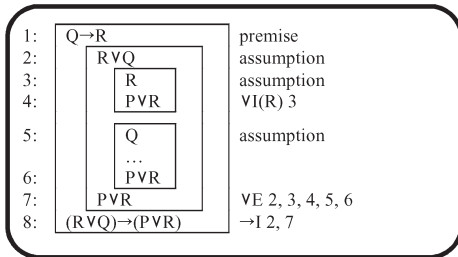 1: Q→R premise
2: R∨Q assumption
3: R assumption
4: P∨R ∨I(R) 3
5: Q assumption
...
6: P∨R
7: P∨R ∨E 2, 3, 4, 5, 6
8: (R∨Q)→(P∨R) →I 2, 7